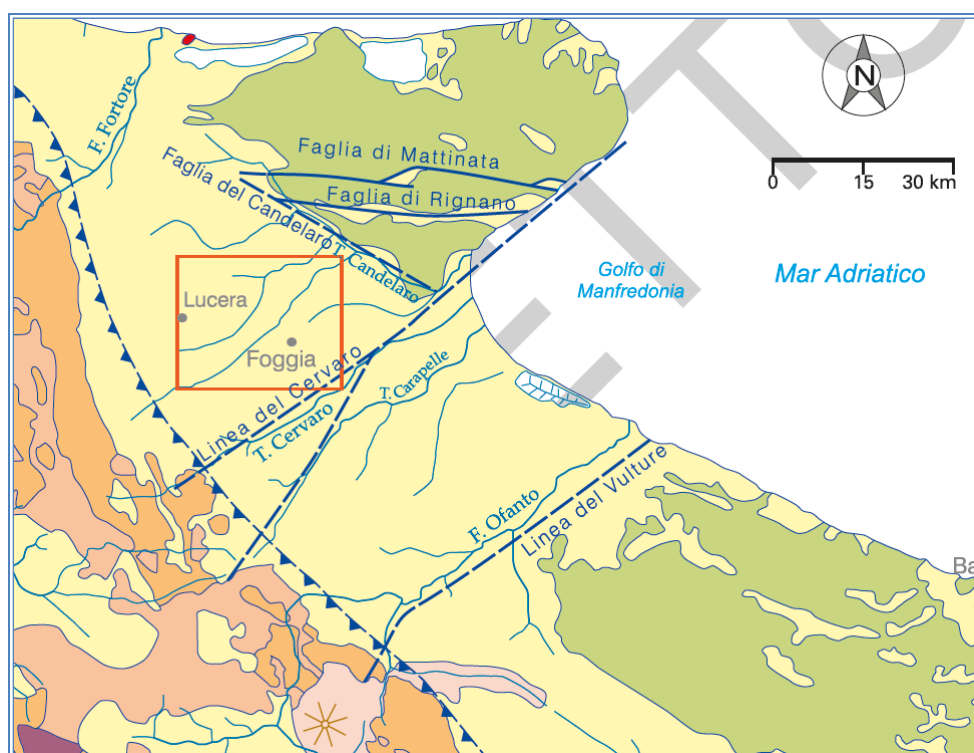 F. Fortore
Faglia di Mattinata
Faglia del Candelaro
Faglia di Rignano
T. Candelaro
N
0 15 30 km
Golfo di
Manfredonia
Mar Adriatico
Lucera
Foggia
Linea del Cervaro
T. Cervaro
T. Carapelle
F. Ofanto
Linea del Vulture
Ba